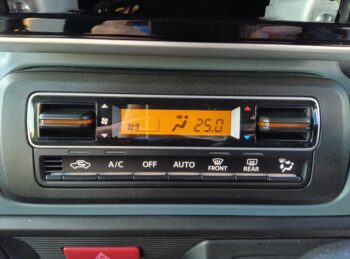 25.0
A/C OFF AUTO FRONT REAR